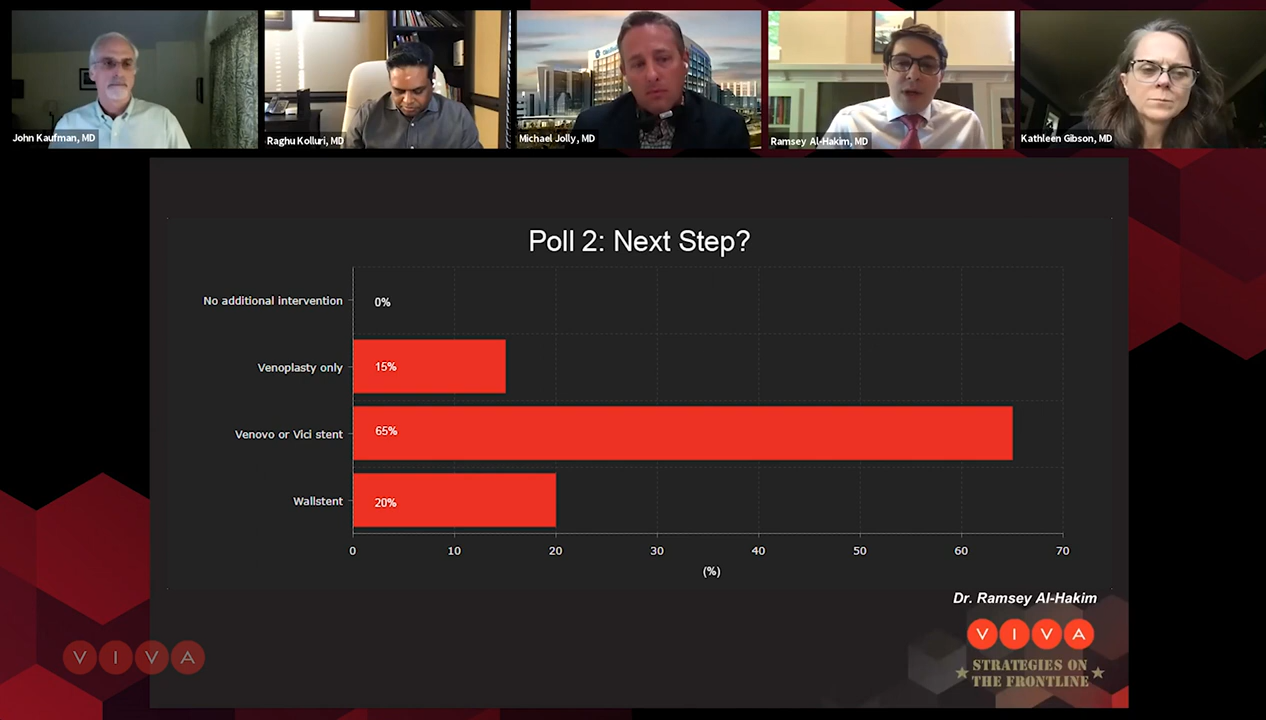 John Kaufman, MD
Raghu Kolluri, MD
Michael Jolly, MD
Ramsey Al-Hakim, MD
Kathleen Gibson, MD
Poll 2: Next Step?
No additional intervention
0%
Venoplasty only
15%
Venovo or Vici stent
65%
Wallstent
20%
0 10 20 30 40 50 60 70
(%)
Dr. Ramsey Al-Hakim
VIVA
STRATEGIES ON
THE FRONTLINE
VIVA